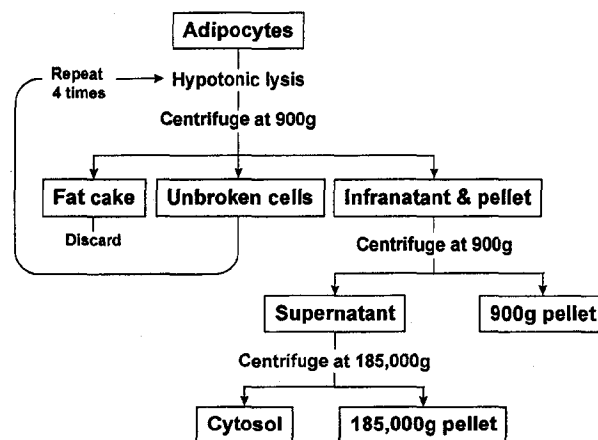 Adipocytes
Repeat
4 times
Hypotonic lysis
Centrifuge at 900g
Fat cake
Unbroken cells
Infranatant & pellet
Discard
Centrifuge at 900g
Supernatant
900g pellet
Centrifuge at 185,000g
Cytosol
185,000g pellet